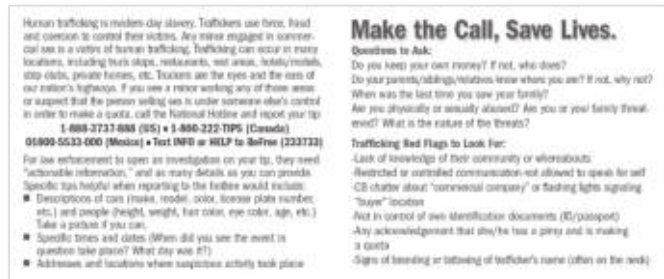 Human trafficking is modern-day slavery. Traffickers use force, fraud
and coercion to control their victims. Any minor engaged in commer-
cial sex is a victim of human trafficking. Trafficking can occur in many
locations, including truck stops, restaurants, rest areas, hotels/motels,
strip clubs, private homes, etc. Truckers are the eyes and the ears of
our nation's highways. If you see a minor working any of those areas
or suspect that the person selling sex is under someone else's control
in order to make a quota, call the National Hotline and report your tip
1-888-3737-888 (US) • 1-800-222-TIPS (Canada)
01800-5533-000 (Mexico) • Text INFO or HELP to BeFree (233733)
For law enforcement to open an investigation on your tip, they need
"actionable information," and as many details as you can provide.
Specific tips helpful when reporting to the hotline would include:
■ Descriptions of cars (make, model, color, license plate number,
etc.) and people (height, weight, hair color, eye color, age, etc.)
Take a picture if you can.
■ Specific times and dates (When did you see the event in
question take place? What day was it?)
■ Addresses and locations where suspicious activity took place
Make the Call, Save Lives.
Questions to Ask:
Do you keep your own money? If not, who does?
Do your parents/siblings/relatives know where you are? If not, why not?
When was the last time you saw your family?
Are you physically or sexually abused? Are you or your family threat-
ened? What is the nature of the threats?
Trafficking Red Flags to Look For:
-Lack of knowledge of their community or whereabouts
-Restricted or controlled communication-not allowed to speak for self
-CB chatter about "commercial company" or flashing lights signaling
"buyer" location
-Not in control of own identification documents (ID/passport)
-Any acknowledgement that she/he has a pimp and is making
a quota
-Signs of branding or tattooing of trafficker's name (often on the neck)